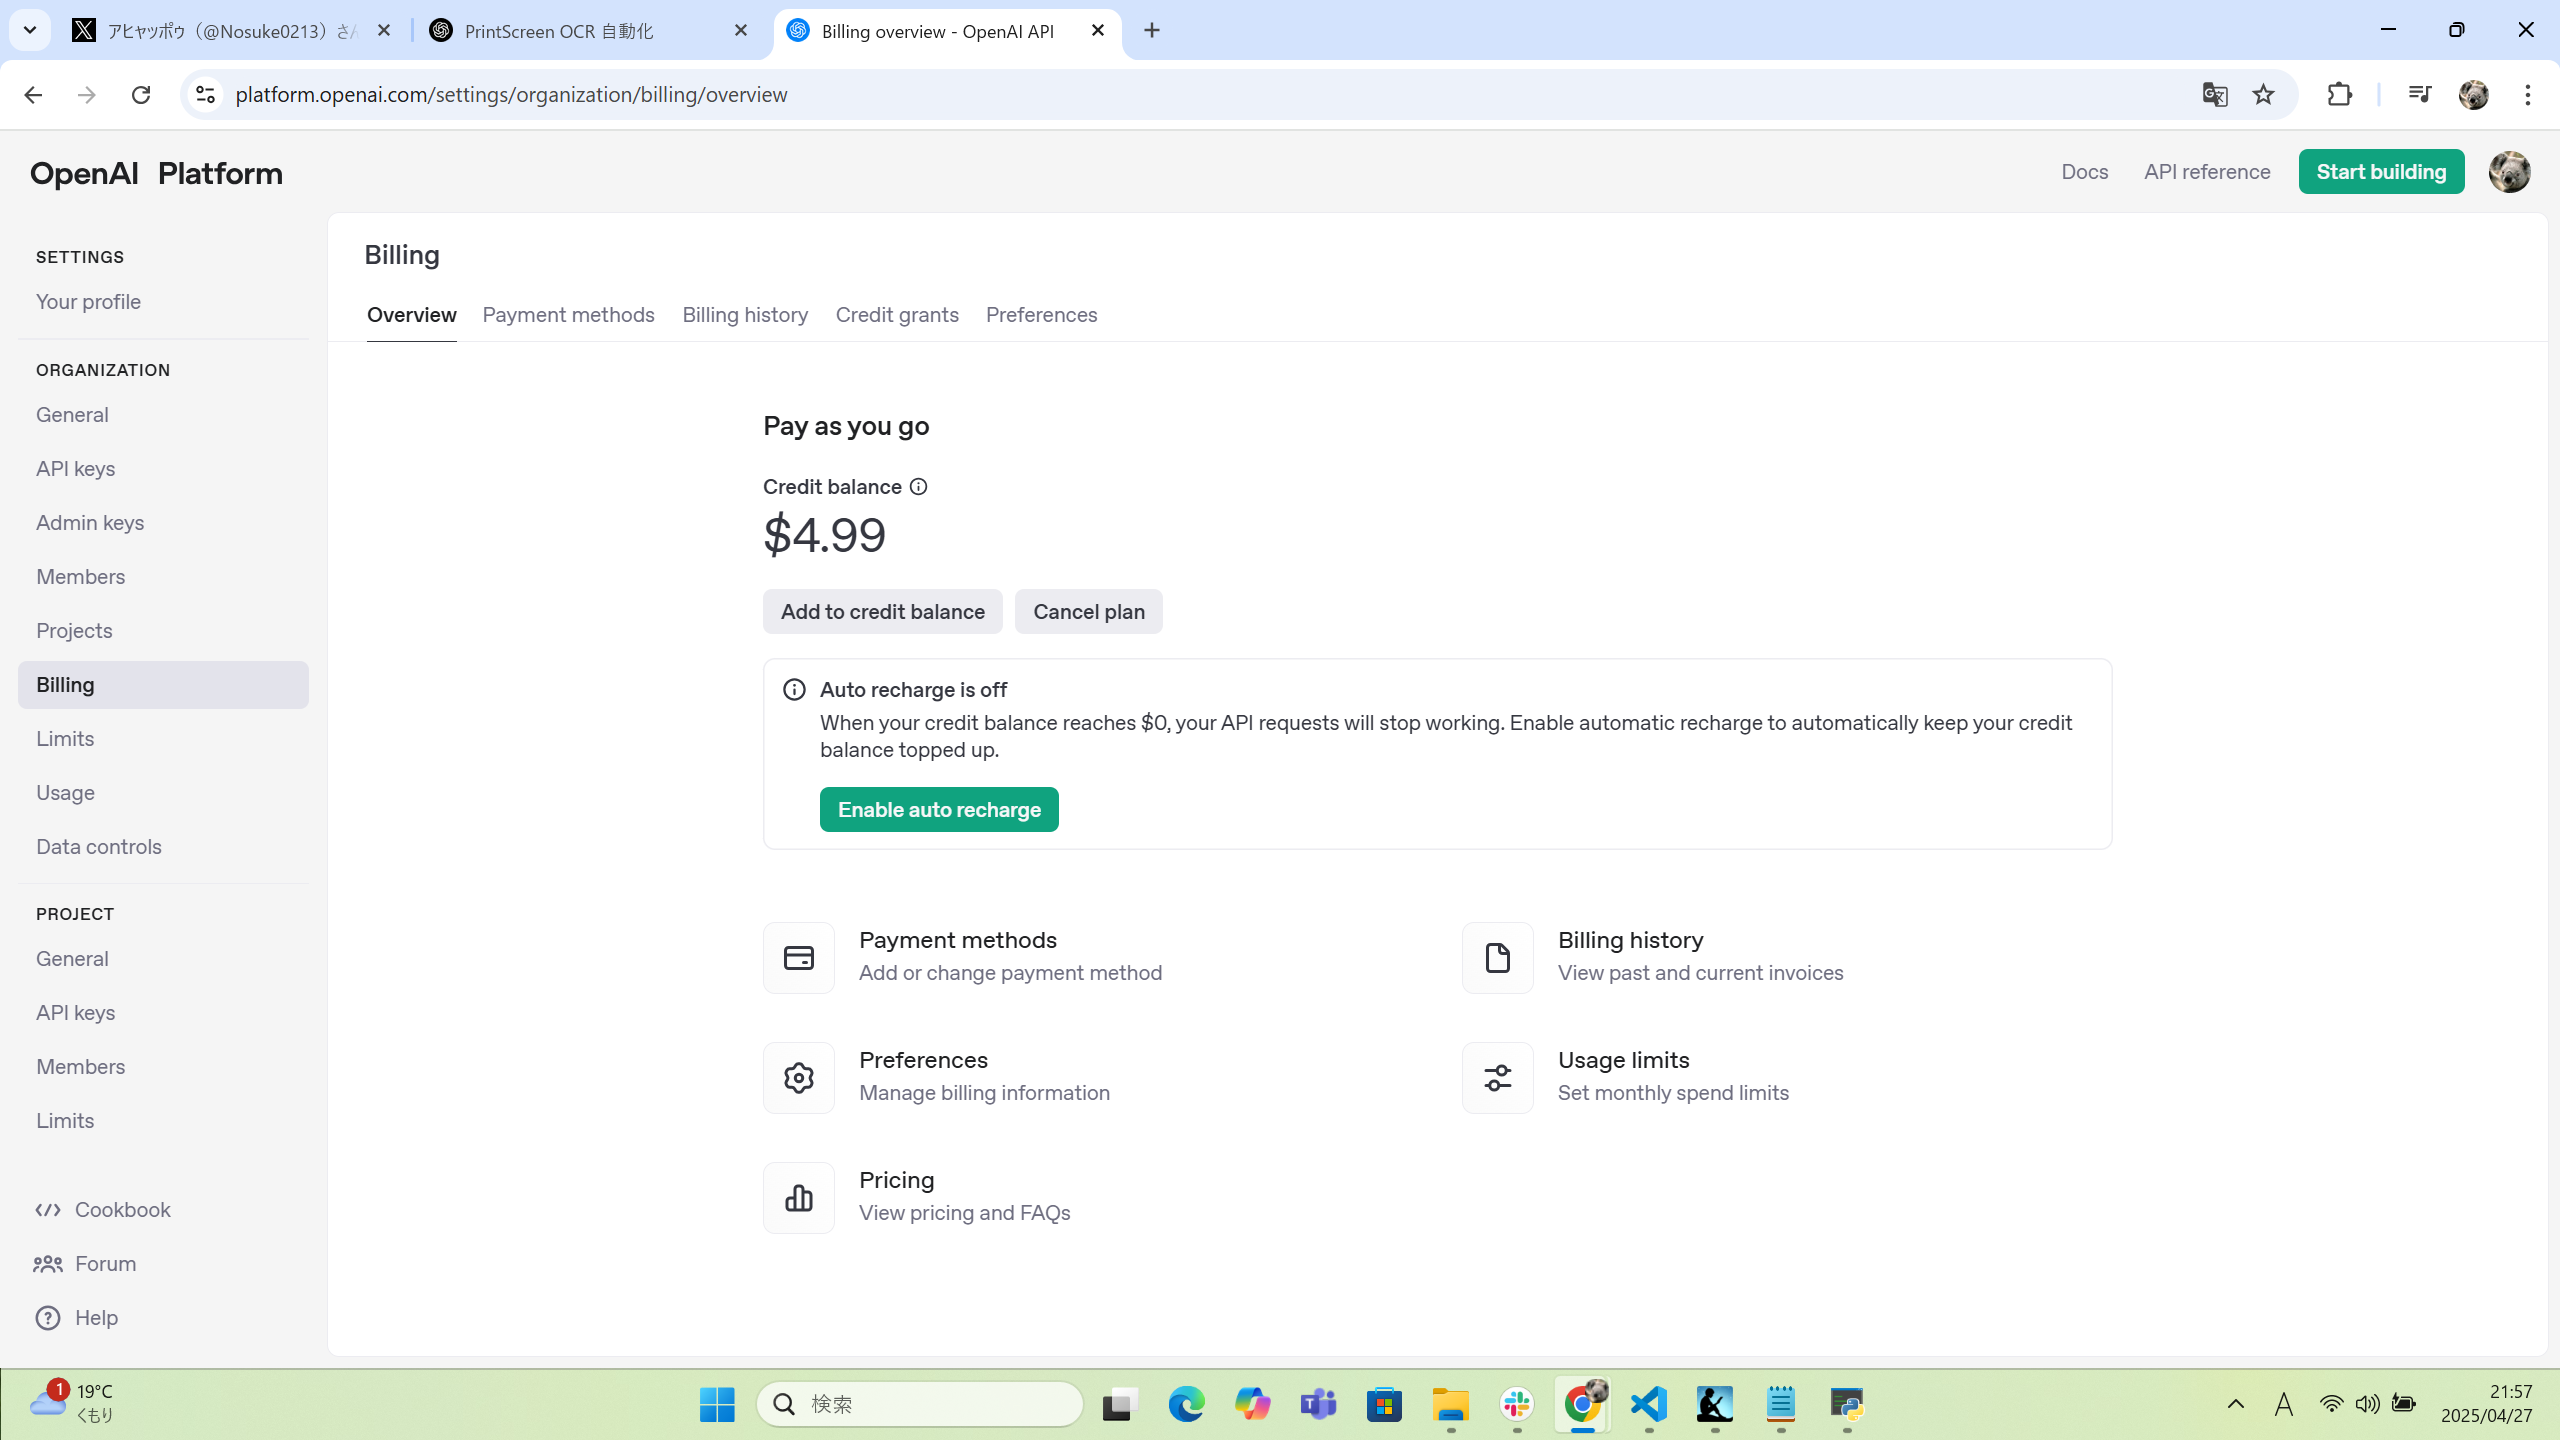 アヒャッポゥ（@Nosuke0213）さん
PrintScreen OCR 自動化
Billing overview - OpenAI API
platform.openai.com/settings/organization/billing/overview
OpenAI Platform
Docs
API reference
Start building
SETTINGS
Your profile
ORGANIZATION
General
API keys
Admin keys
Members
Projects
Billing
Limits
Usage
Data controls
PROJECT
General
API keys
Members
Limits
Cookbook
Forum
Help
Billing
Overview
Payment methods
Billing history
Credit grants
Preferences
Pay as you go
Credit balance
$4.99
Add to credit balance
Cancel plan
Auto recharge is off
When your credit balance reaches $0, your API requests will stop working. Enable automatic recharge to automatically keep your credit
balance topped up.
Enable auto recharge
Payment methods
Add or change payment method
Billing history
View past and current invoices
Preferences
Manage billing information
Usage limits
Set monthly spend limits
Pricing
View pricing and FAQs
1
19°C
くもり
検索
A
21:57
2025/04/27